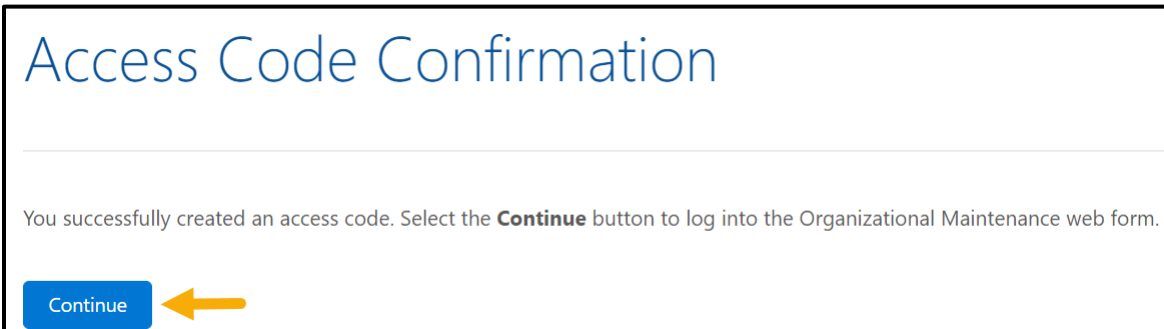 Access Code Confirmation
You successfully created an access code. Select the Continue button to log into the Organizational Maintenance web form.
Continue